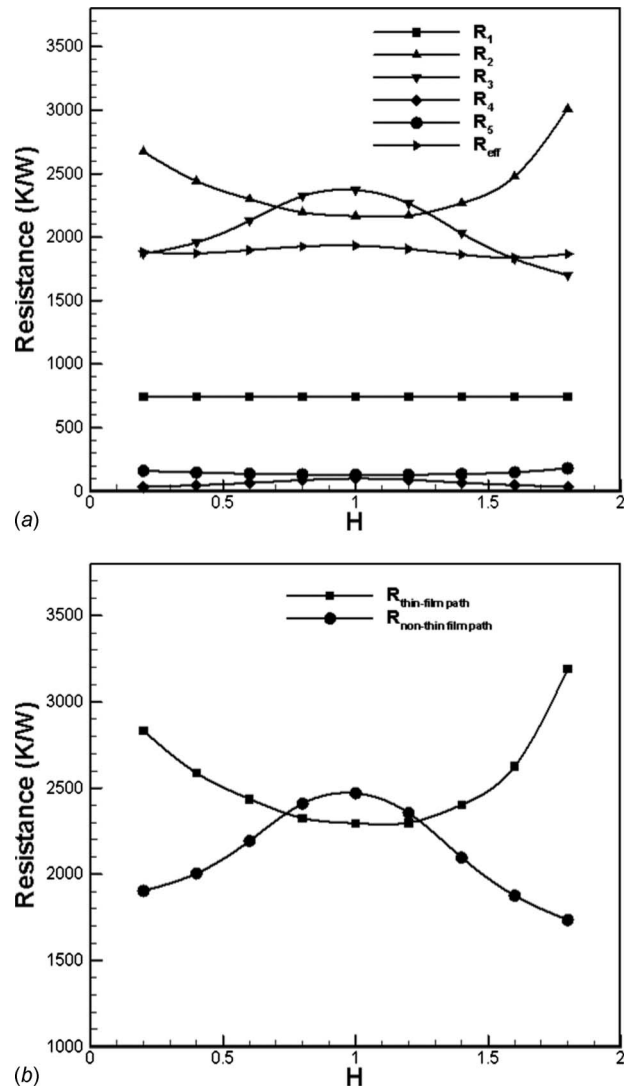 R1
R2
R3
R4
R5
Reff
Resistance (K/W)
3500
3000
2500
2000
1500
1000
500
0
0 0.5 1 1.5 2
H
(a)
Rthin-film path
Rnon-thin film path
Resistance (K/W)
3500
3000
2500
2000
1500
1000
0 0.5 1 1.5 2
H
(b)